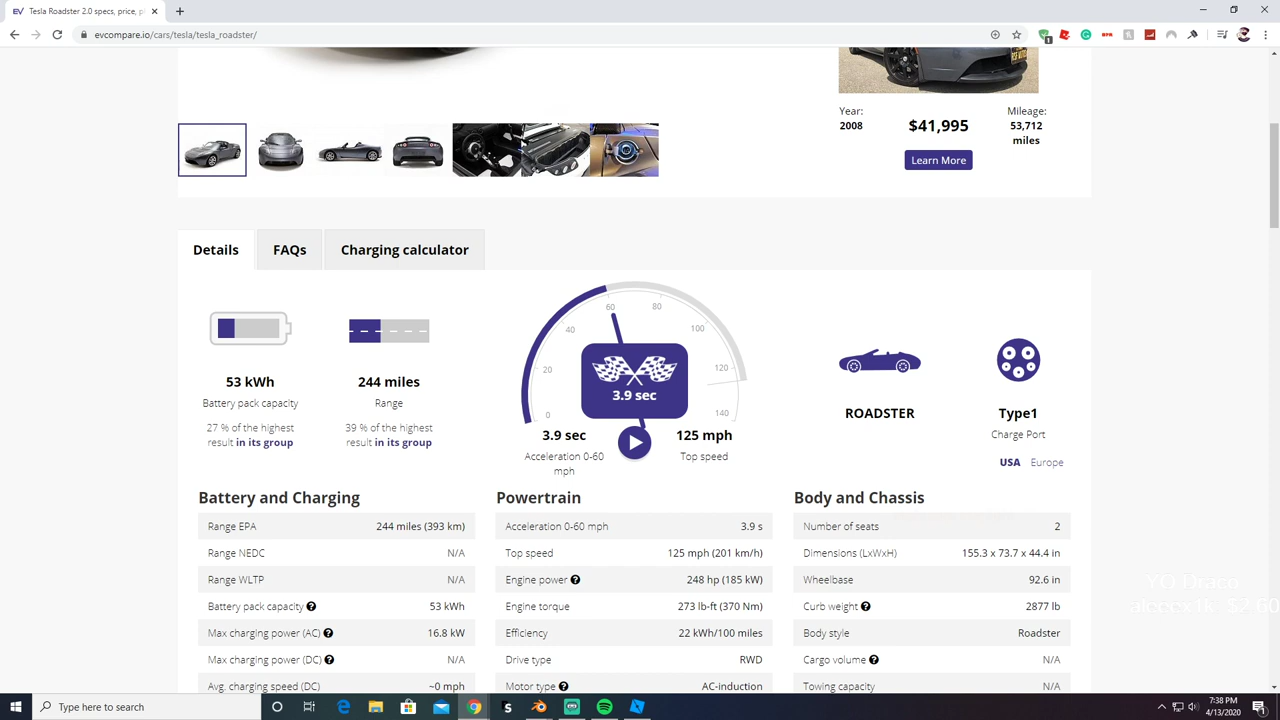 Tesla Roadster 2.0 specs, price, p
evcompare.io/cars/tesla/tesla_roadster/
1
Year:
2008
$41,995
Mileage:
53,712
miles
Learn More
Details
FAQs
Charging calculator
53 kWh
Battery pack capacity
27 % of the highest
result in its group
244 miles
Range
39 % of the highest
result in its group
0
20
40
60
80
100
120
140
3.9 sec
3.9 sec
Acceleration 0-60
mph
125 mph
Top speed
ROADSTER
Type1
Charge Port
USA Europe
Battery and Charging
Range EPA 244 miles (393 km)
Range NEDC N/A
Range WLTP N/A
Battery pack capacity ? 53 kWh
Max charging power (AC) ? 16.8 kW
Max charging power (DC) ? N/A
Avg. charging speed (DC) ~0 mph
Powertrain
Acceleration 0-60 mph 3.9 s
Top speed 125 mph (201 km/h)
Engine power ? 248 hp (185 kW)
Engine torque 273 lb-ft (370 Nm)
Efficiency 22 kWh/100 miles
Drive type RWD
Motor type ? AC-induction
Body and Chassis
Number of seats 2
Dimensions (LxWxH) 155.3 x 73.7 x 44.4 in
Wheelbase 92.6 in
Curb weight ? 2877 lb
Body style Roadster
Cargo volume ? N/A
Towing capacity N/A
Type here to search
7:38 PM
4/13/2020